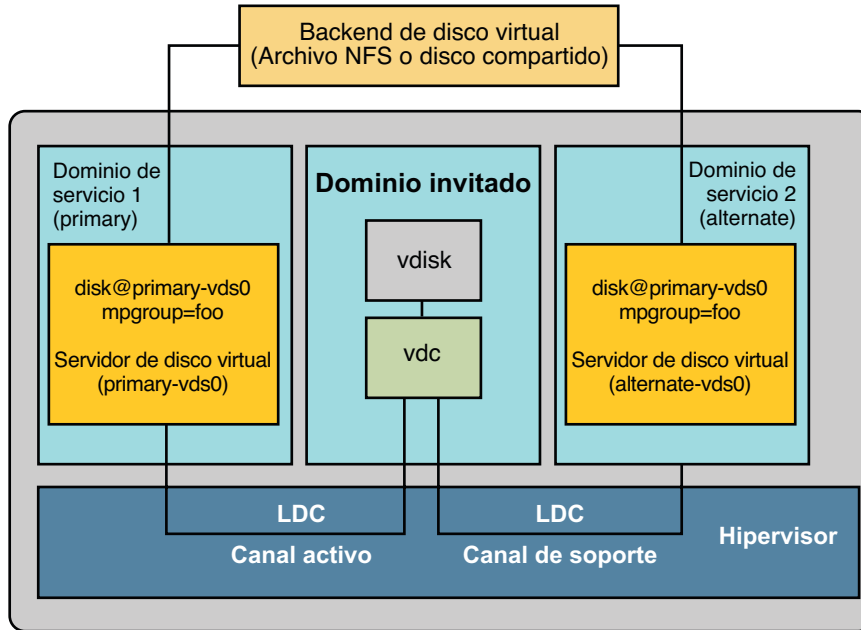 Backend de disco virtual
(Archivo NFS o disco compartido)
Dominio de
servicio 1
(primary)
disk@primary-vds0
mpgroup=foo
Servidor de disco virtual
(primary-vds0)
Dominio invitado
vdisk
vdc
Dominio de
servicio 2
(alternate)
disk@primary-vds0
mpgroup=foo
Servidor de disco virtual
(alternate-vds0)
LDC
Canal activo
LDC
Canal de soporte
Hipervisor